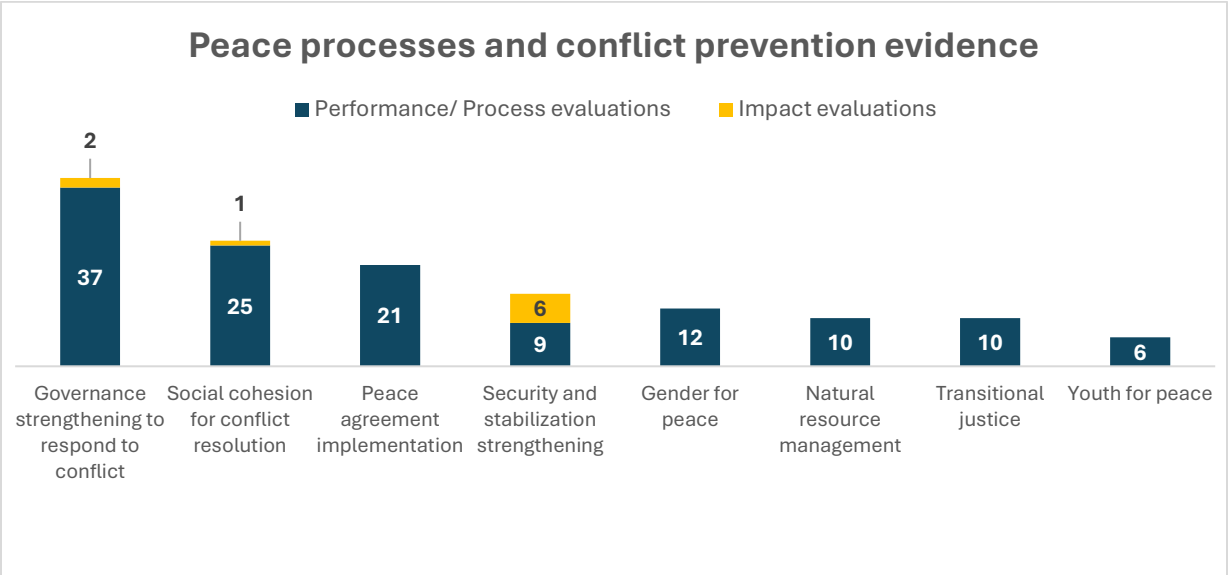 Peace processes and conflict prevention evidence
Performance/ Process evaluations
Impact evaluations
2
1
37
25
21
6
9
12
10
10
6
Governance
strengthening to
respond to
conflict
Social cohesion
for conflict
resolution
Peace
agreement
implementation
Security and
stabilization
strengthening
Gender for
peace
Natural
resource
management
Transitional
justice
Youth for peace